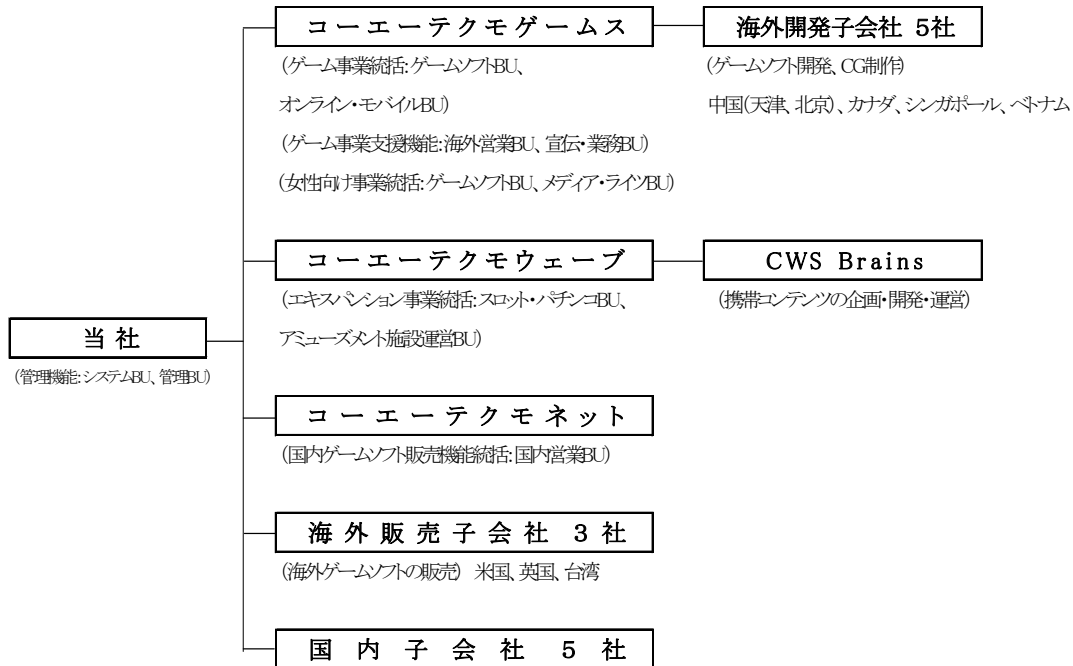 コーエーテクモゲームス
海外開発子会社 5社
(ゲーム事業統括:ゲームソフトBU、
オンライン・モバイルBU)
(ゲーム事業支援機能:海外営業BU、宣伝・業務BU)
(女性向け事業統括:ゲームソフトBU、メディア・ライツBU)
(ゲームソフト開発、CG制作)
中国(天津、北京)、カナダ、シンガポール、ベトナム
コーエーテクモウェーブ
CWS Brains
(エキスパンション事業統括:スロット・パチンコBU、
アミューズメント施設運営BU)
(携帯コンテンツの企画・開発・運営)
当社
(管理機能:システムBU、管理BU)
コーエーテクモネット
(国内ゲームソフト販売機能統括:国内営業BU)
海外販売子会社 3社
(海外ゲームソフトの販売) 米国、英国、台湾
国内子会社 5社